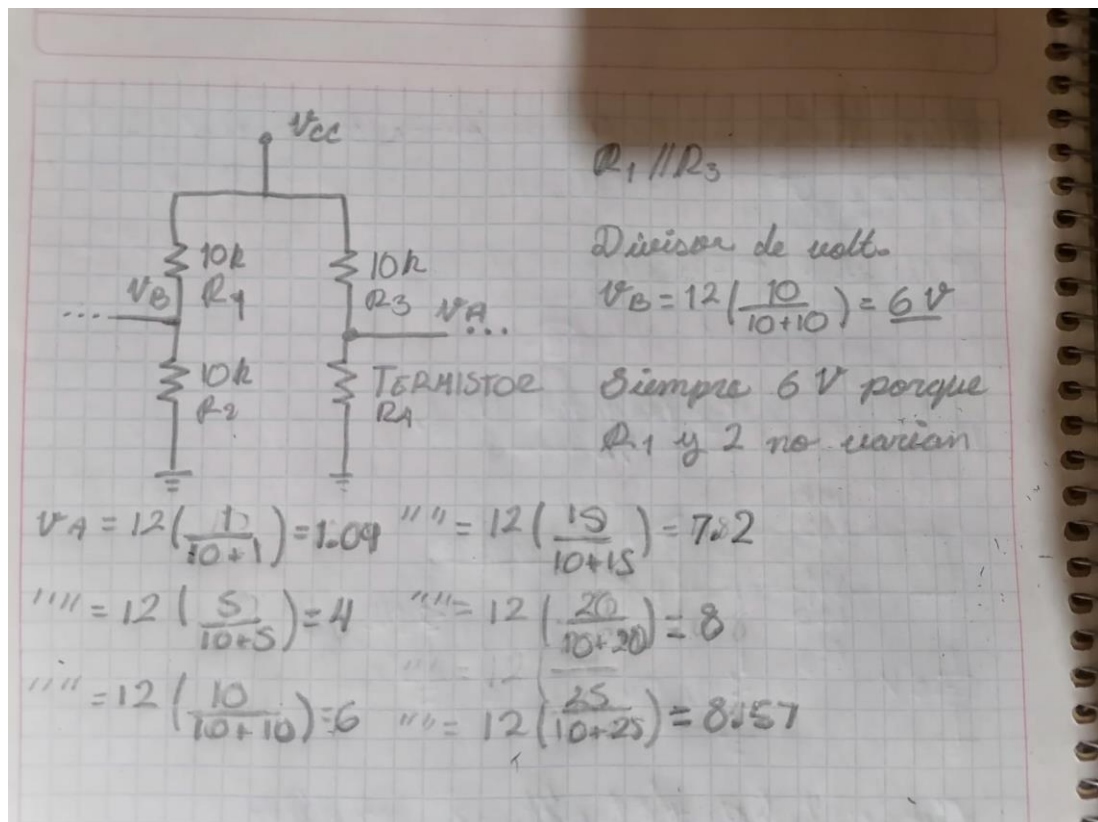 Vcc
10k
R1
VB
...
10k
R2
10k
R3
VA
...
TERMISTOR
RA
R1 // R3
Divisor de volt.
VB = 12(10/10+10) = 6 V
Siempre 6 V porque
R1 y 2 no varian
VA = 12(1/10+1) = 1.09
"" = 12(5/10+5) = 4
"" = 12(10/10+10) = 6
"" = 12(15/10+15) = 7.2
"" = 12(20/10+20) = 8
"" = 12(25/10+25) = 8.57